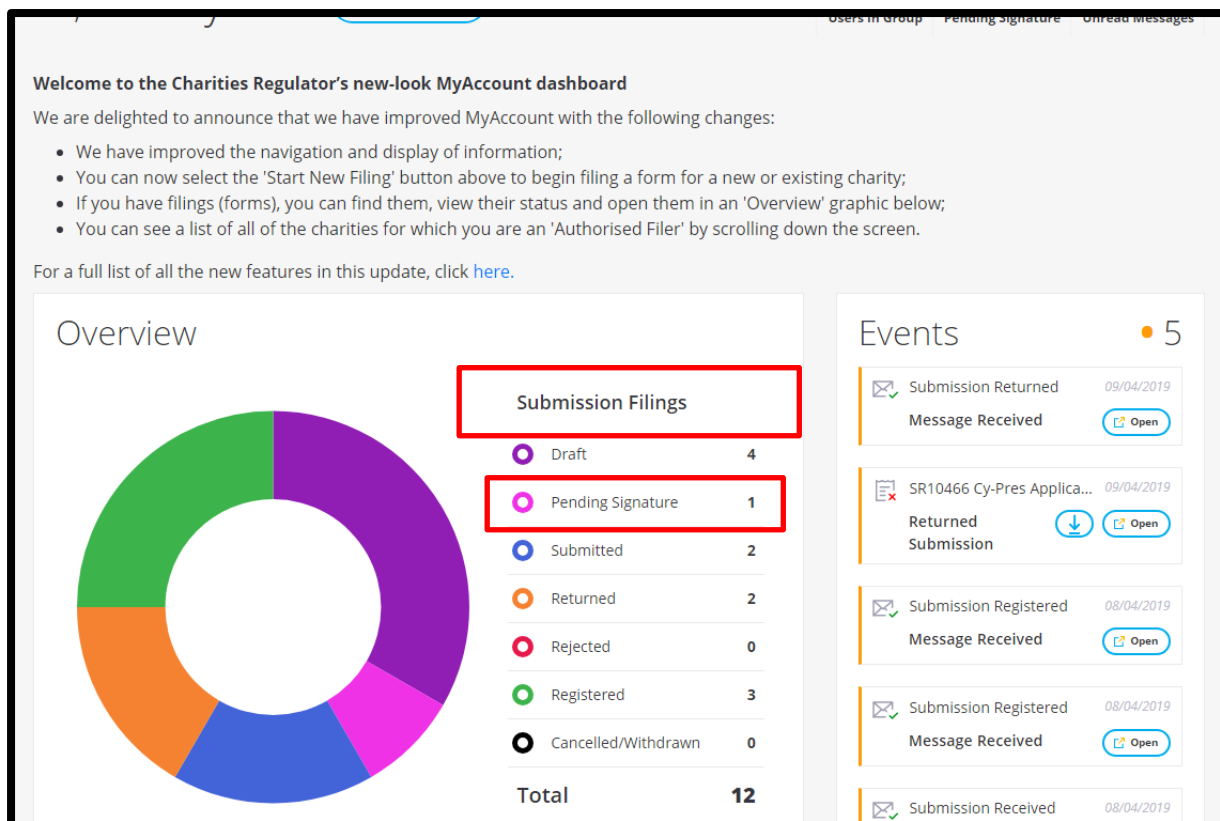 Users in Group Pending Signature Unread Messages
Welcome to the Charities Regulator’s new-look MyAccount dashboard
We are delighted to announce that we have improved MyAccount with the following changes:
• We have improved the navigation and display of information;
• You can now select the 'Start New Filing' button above to begin filing a form for a new or existing charity;
• If you have filings (forms), you can find them, view their status and open them in an 'Overview' graphic below;
• You can see a list of all of the charities for which you are an 'Authorised Filer' by scrolling down the screen.
For a full list of all the new features in this update, click here.
Overview
Submission Filings
Draft 4
Pending Signature 1
Submitted 2
Returned 2
Rejected 0
Registered 3
Cancelled/Withdrawn 0
Total 12
Events • 5
Submission Returned 09/04/2019
Message Received Open
SR10466 Cy-Pres Applica... 09/04/2019
Returned Open
Submission
Submission Registered 08/04/2019
Message Received Open
Submission Registered 08/04/2019
Message Received Open
Submission Received 08/04/2019